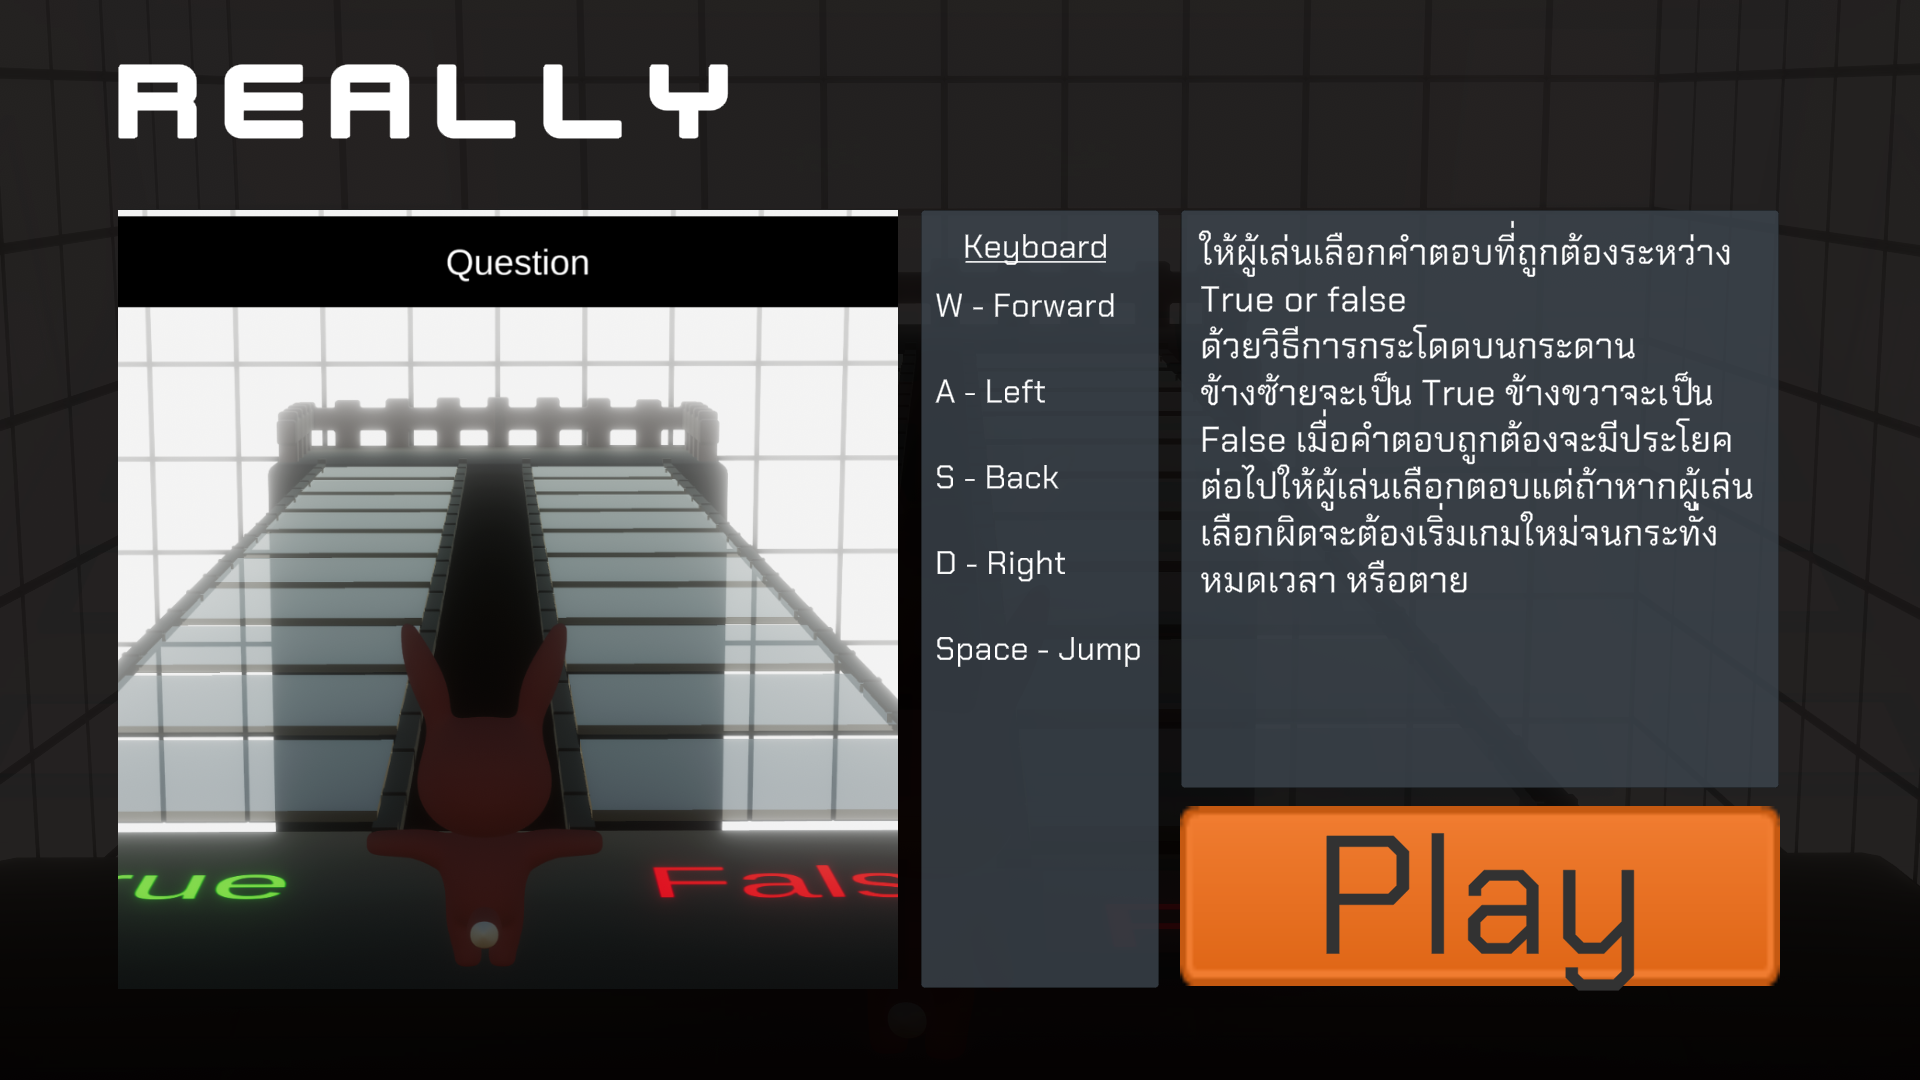 REALLY
Question
rue
Fals
Keyboard
W - Forward
A - Left
S - Back
D - Right
Space - Jump
ให้ผู้เล่นเลือกคำตอบที่ถูกต้องระหว่าง
True or false
ด้วยวิธีการกระโดดบนกระดาน
ข้างซ้ายจะเป็น True ข้างขวาจะเป็น
False เมื่อคำตอบถูกต้องจะมีประโยค
ต่อไปให้ผู้เล่นเลือกตอบแต่ถ้าหากผู้เล่น
เลือกผิดจะต้องเริ่มเกมใหม่จนกระทั่ง
หมดเวลา หรือตาย
Play